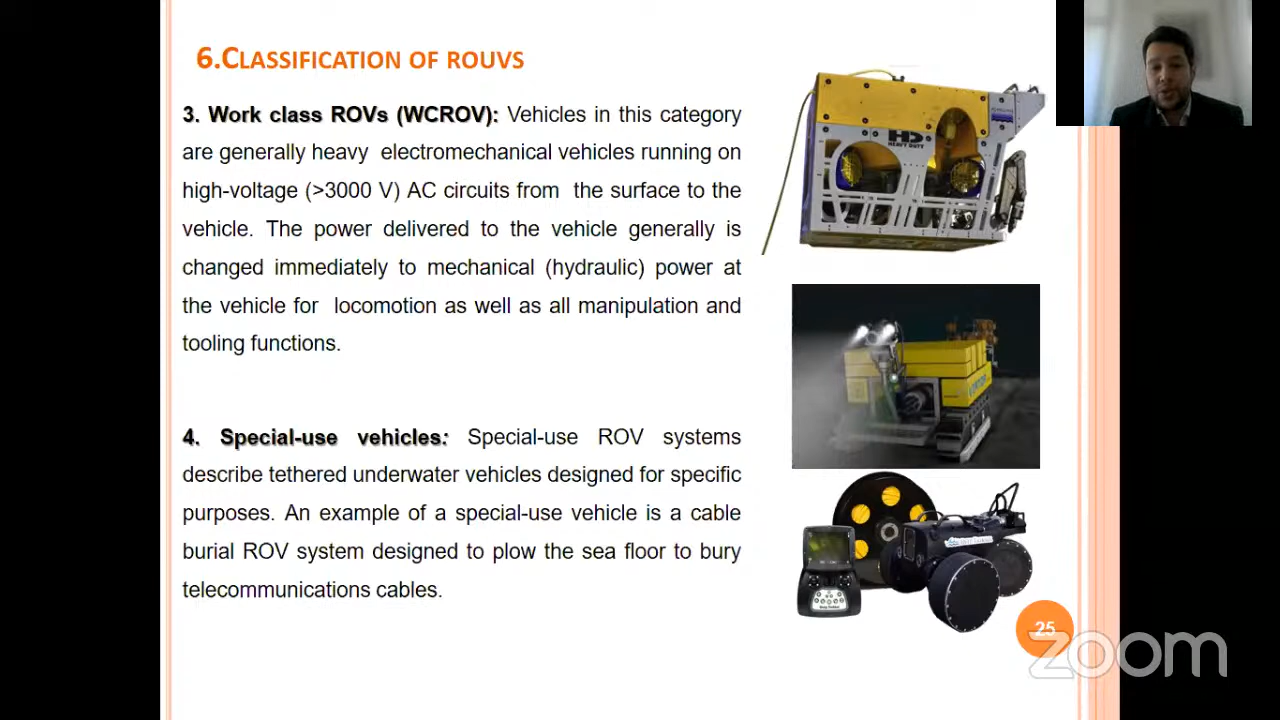 6.CLASSIFICATION OF ROUVS
3. Work class ROVs (WCROV): Vehicles in this category
are generally heavy electromechanical vehicles running on
high-voltage (>3000 V) AC circuits from the surface to the
vehicle. The power delivered to the vehicle generally is
changed immediately to mechanical (hydraulic) power at
the vehicle for locomotion as well as all manipulation and
tooling functions.
HD
HEAVY DUTY
4. Special-use vehicles: Special-use ROV systems
describe tethered underwater vehicles designed for specific
purposes. An example of a special-use vehicle is a cable
burial ROV system designed to plow the sea floor to bury
telecommunications cables.
25
zoom